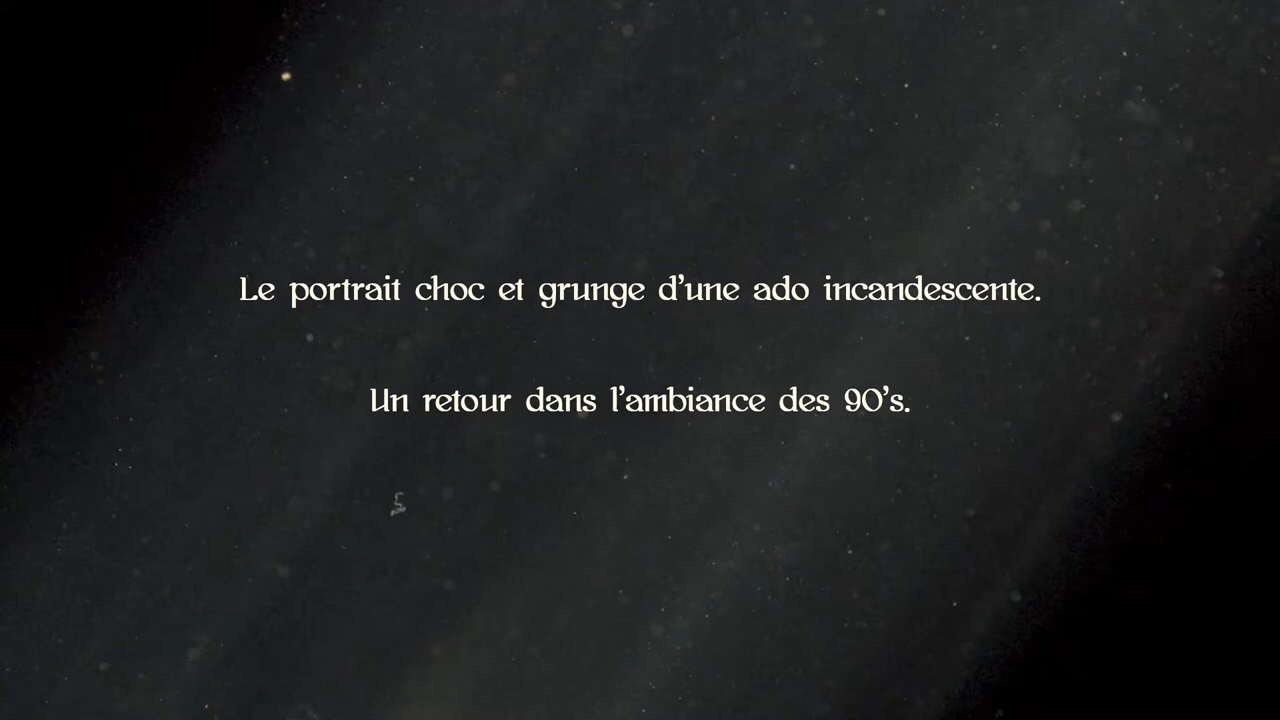 Le portrait choc et grunge d'une ado incandescente.
Un retour dans l'ambiance des 90's.